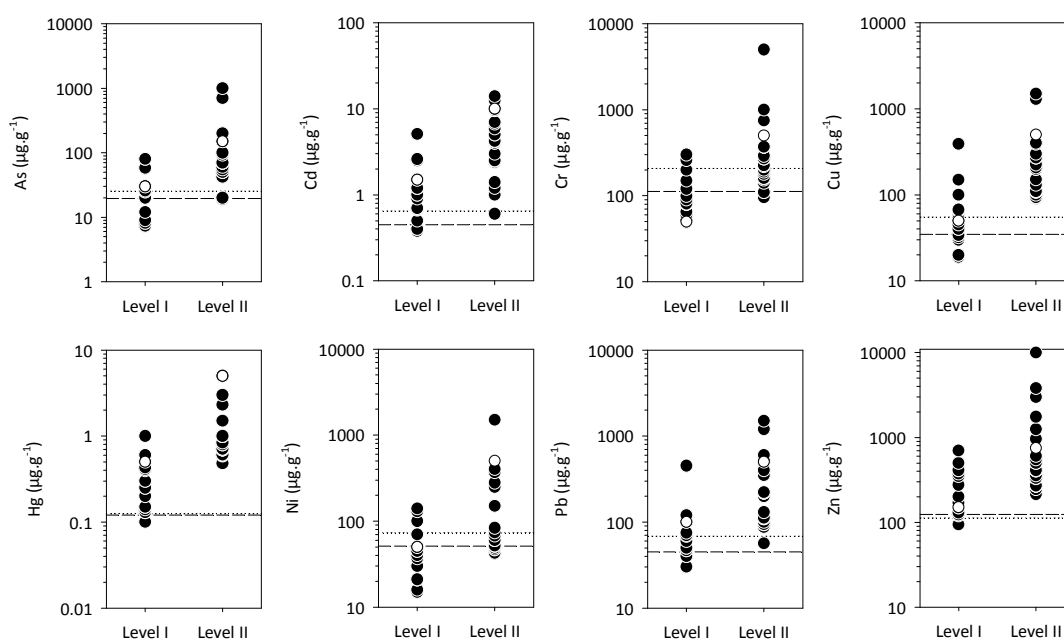 As (µg.g⁻¹)
10000
1000
100
10
1
Level I Level II
Cd (µg.g⁻¹)
100
10
1
0.1
Level I Level II
Cr (µg.g⁻¹)
10000
1000
100
10
Level I Level II
Cu (µg.g⁻¹)
10000
1000
100
10
Level I Level II
Hg (µg.g⁻¹)
10
1
0.1
0.01
Level I Level II
Ni (µg.g⁻¹)
10000
1000
100
10
Level I Level II
Pb (µg.g⁻¹)
10000
1000
100
10
Level I Level II
Zn (µg.g⁻¹)
10000
1000
100
10
Level I Level II